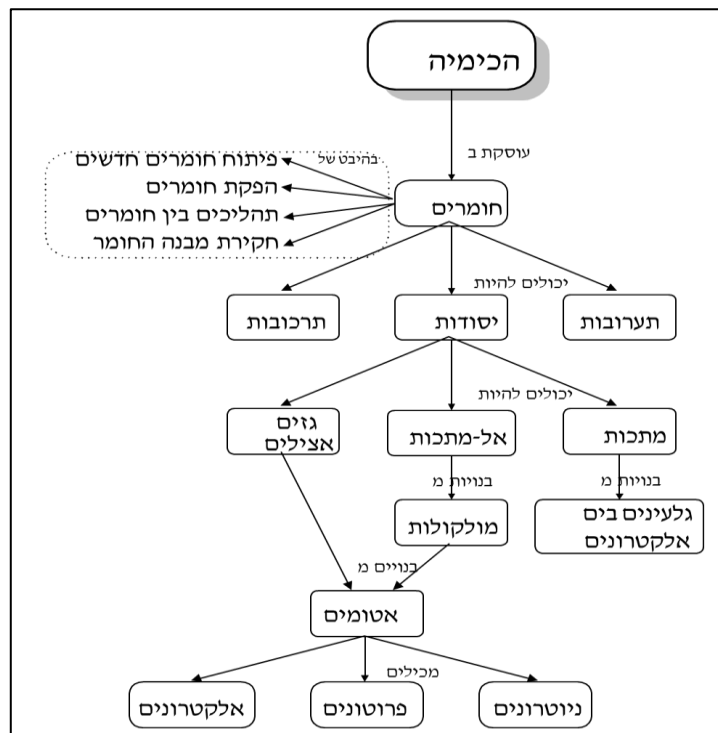 הכימיה
עוסקת ב
בהיבט של
פיתוח חומרים חדשים
הפקת חומרים
תהליכים בין חומרים
חקירת מבנה החומר
חומרים
יכולים להיות
תערובות
יסודות
תרכובות
יכולים להיות
מתכות
אל-מתכות
גזים
אצילים
בנויות מ
בנויות מ
גלעינים בים
אלקטרונים
מולקולות
בנויים מ
אטומים
מכילים
ניוטרונים
פרוטונים
אלקטרונים